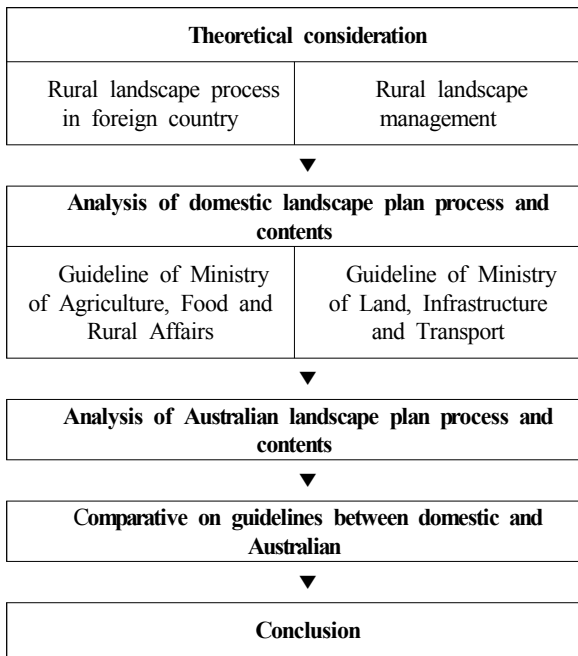 Theoretical consideration
Rural landscape process
in foreign country
Rural landscape
management
▼
Analysis of domestic landscape plan process and
contents
Guideline of Ministry
of Agriculture, Food and
Rural Affairs
Guideline of Ministry
of Land, Infrastructure
and Transport
▼
Analysis of Australian landscape plan process and
contents
▼
Comparative on guidelines between domestic and
Australian
▼
Conclusion